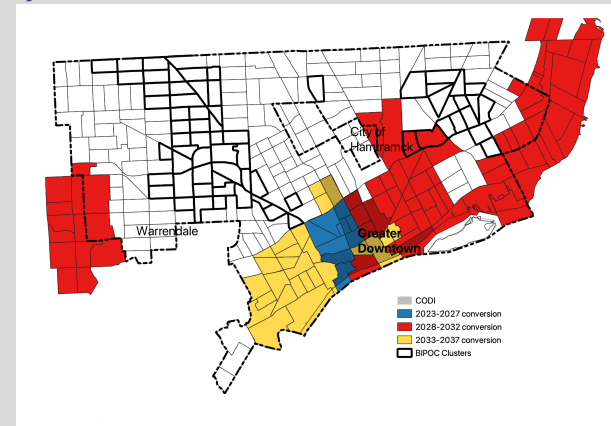 City of
Hamtramck
Warrendale
Greater
Downtown
CODI
2023-2027 conversion
2028-2032 conversion
2033-2037 conversion
BIPOC Clusters